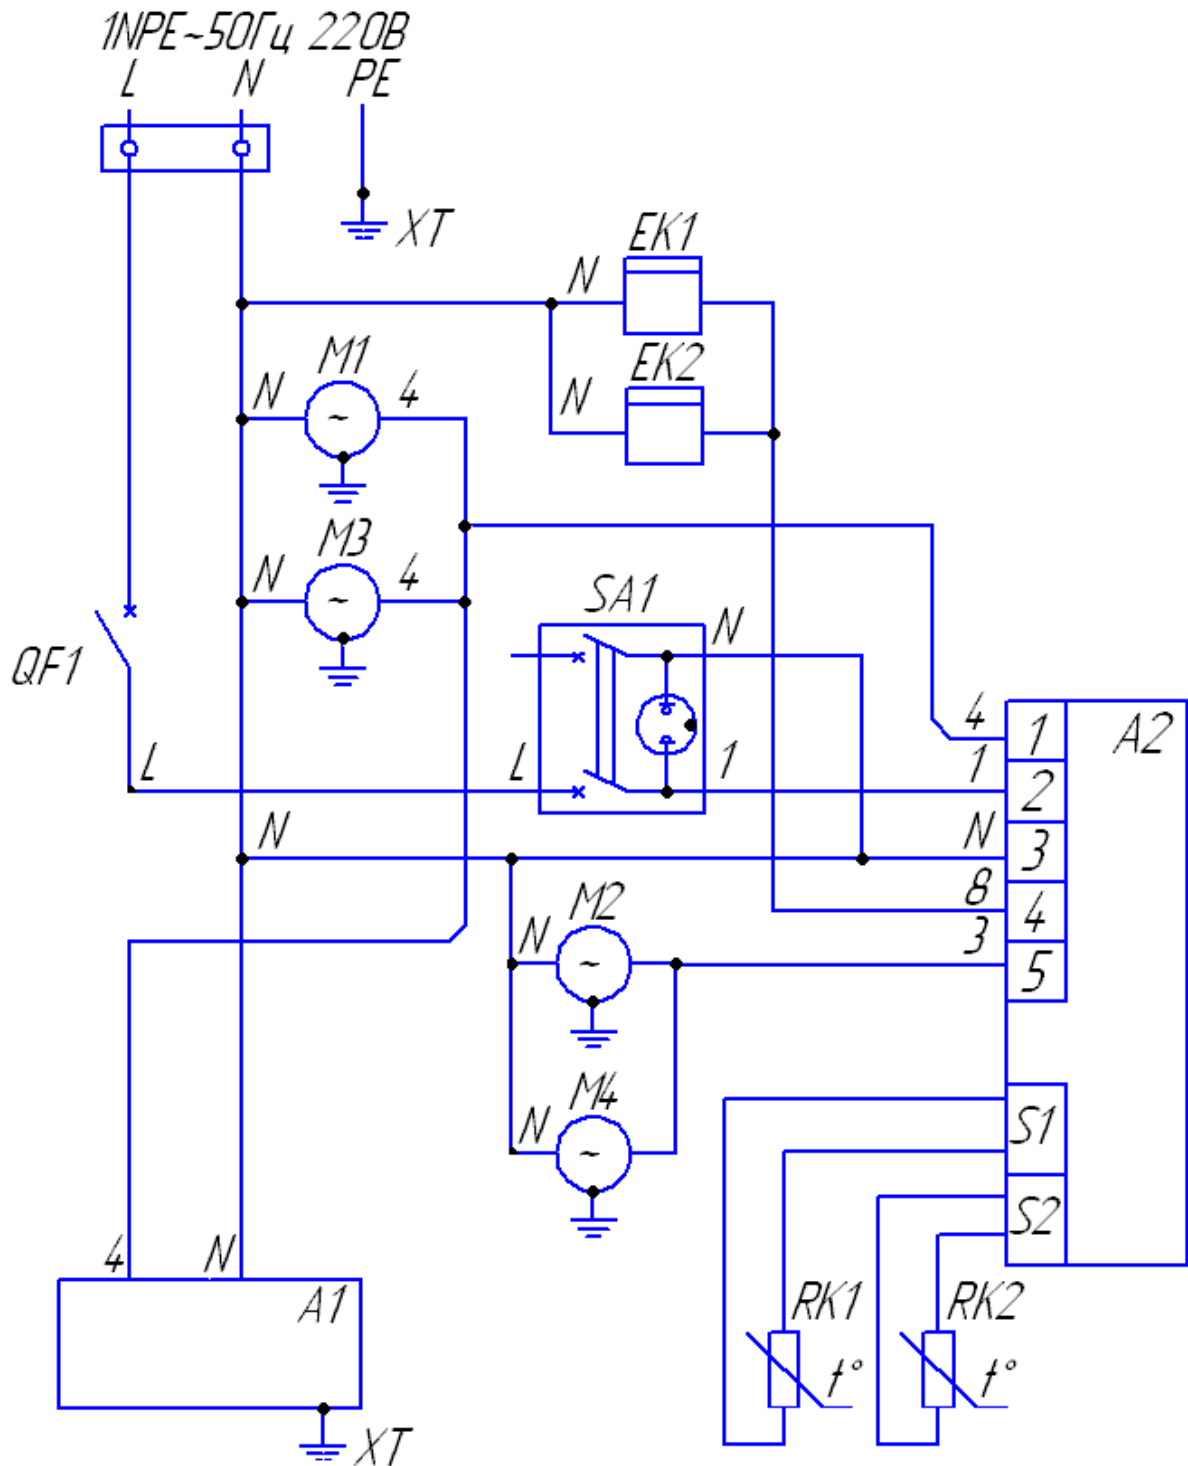 1NPE~50Гц 220В
L N PE
XT
EK1
N
M1
EK2
N 4
N
M3
N 4
SA1
N
QF1
4 1 A2
L
L 1
1 2
N
N 3
8
M2
4
N ~
3
5
M4
N ~
S1
S2
4 N
A1
RK1 RK2
t° t°
XT
~
~